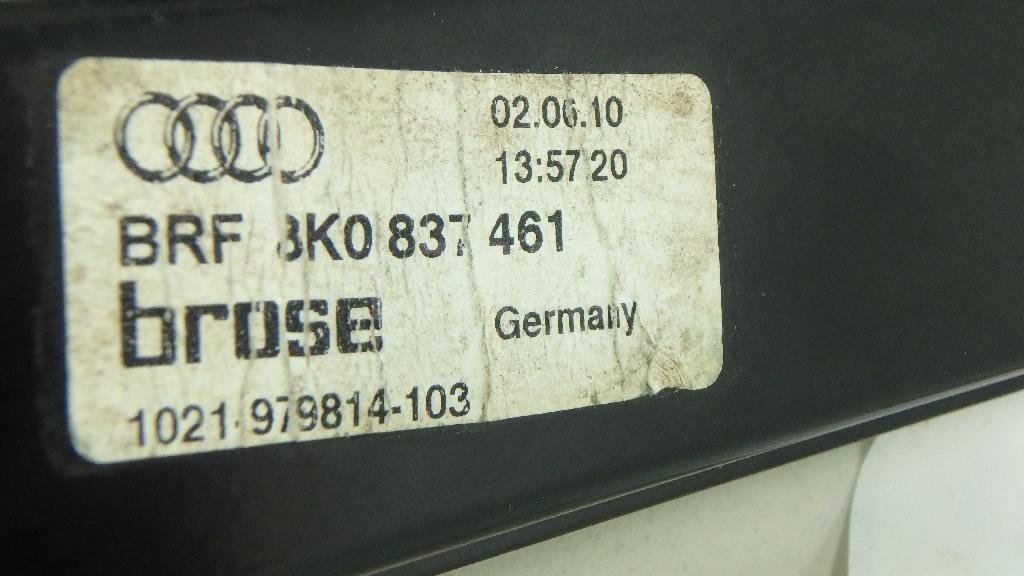 02.06.10
13:57 20
BRF 8K0 837 461
brose
Germany
1021-979814-103